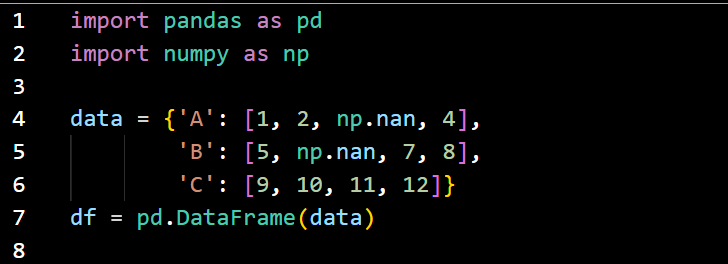 1 import pandas as pd
2 import numpy as np
3
4 data = {'A': [1, 2, np.nan, 4],
5         'B': [5, np.nan, 7, 8],
6         'C': [9, 10, 11, 12]}
7 df = pd.DataFrame(data)
8